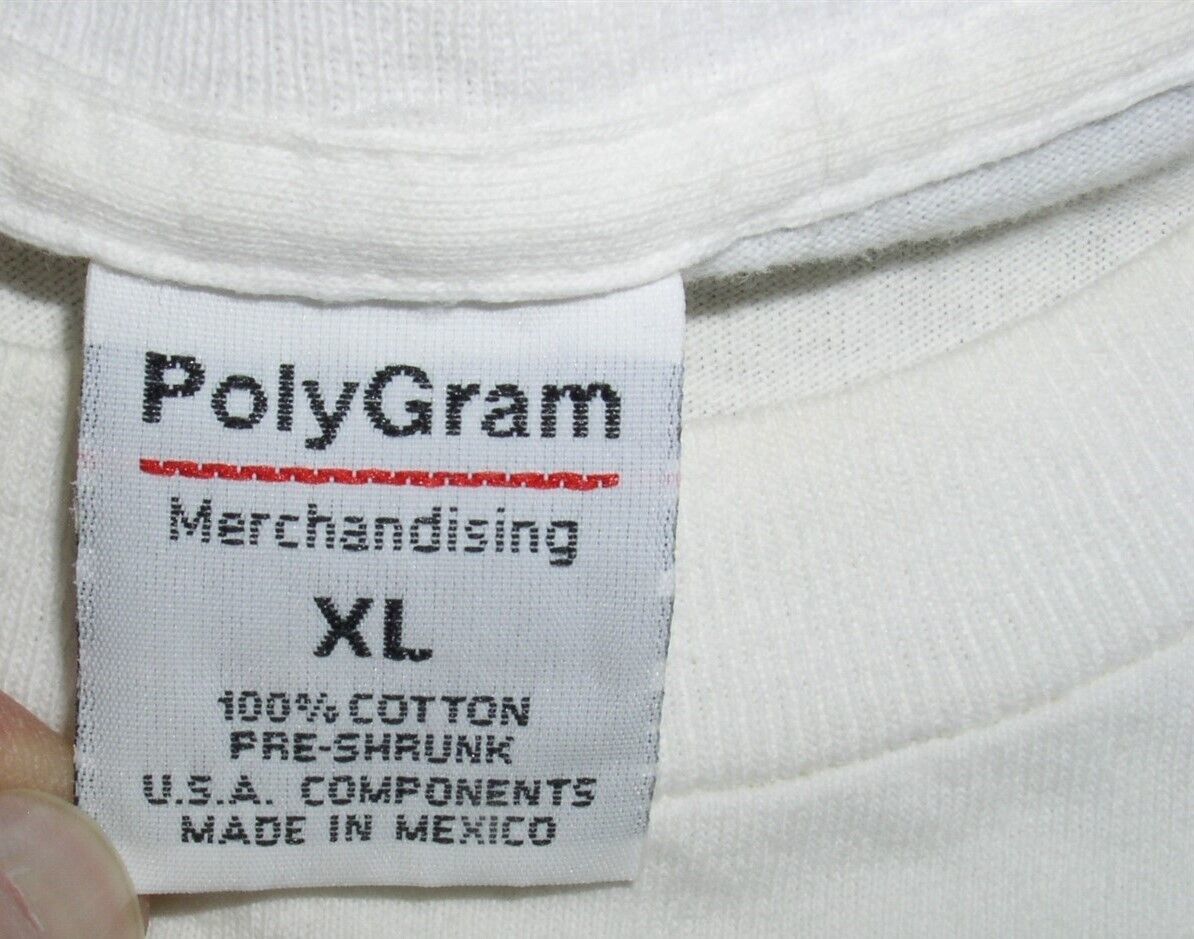 PolyGram
Merchandising
XL
100% COTTON
PRE-SHRUNK
U.S.A. COMPONENTS
MADE IN MEXICO